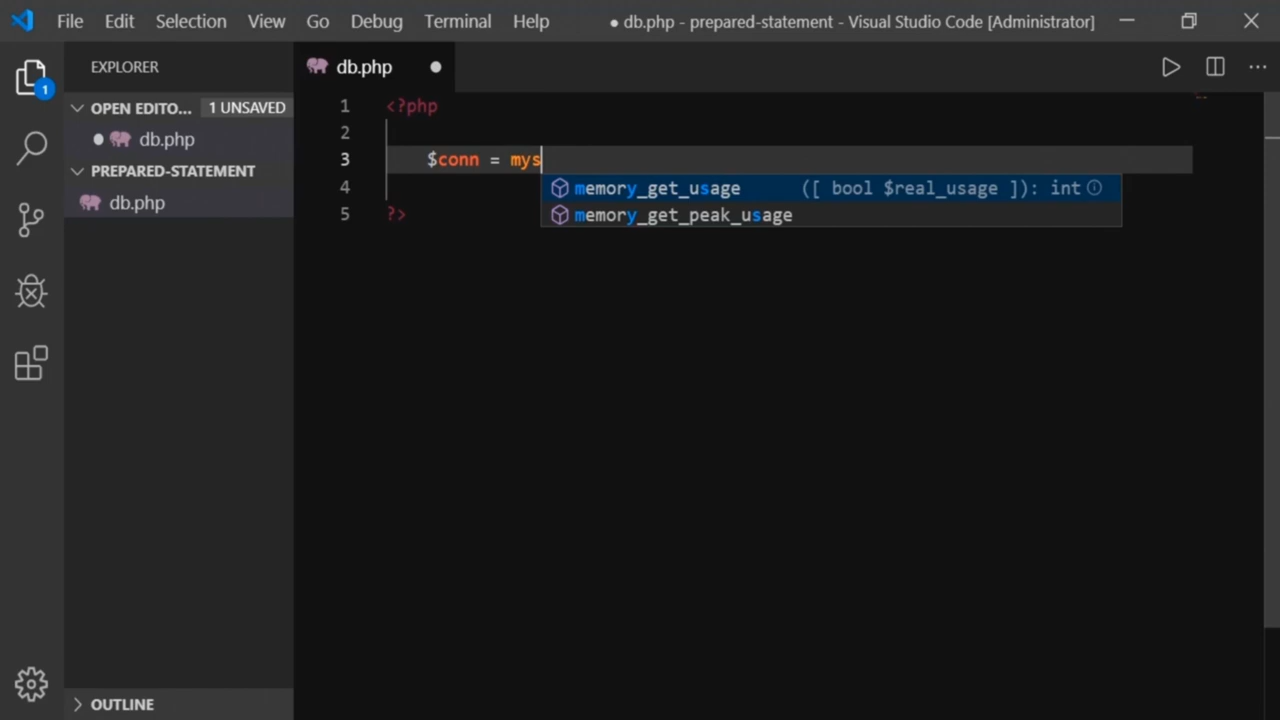 File Edit Selection View Go Debug Terminal Help ● db.php - prepared-statement - Visual Studio Code [Administrator]
EXPLORER
OPEN EDITO... 1 UNSAVED
db.php
PREPARED-STATEMENT
db.php
OUTLINE
1
db.php
1 <?php
2
3 $conn = mys
4
5 ?>
memory_get_usage ([ bool $real_usage ]): int
memory_get_peak_usage